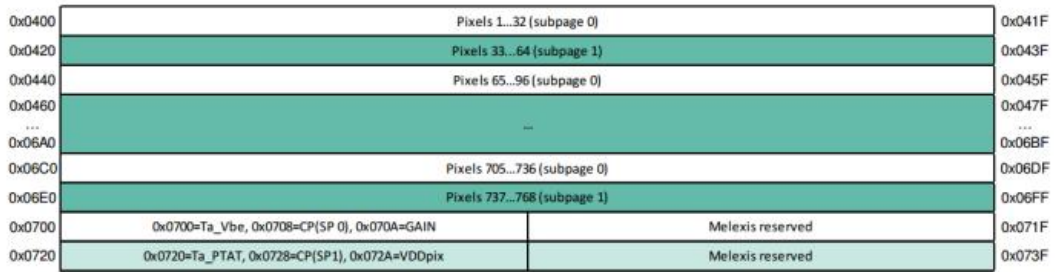 0x0400 Pixels 1...32 (subpage 0) 0x041F
0x0420 Pixels 33...64 (subpage 1) 0x043F
0x0440 Pixels 65...96 (subpage 0) 0x045F
0x0460 0x047F
... ... ...
0x06A0 0x06BF
0x06C0 Pixels 705...736 (subpage 0) 0x06DF
0x06E0 Pixels 737...768 (subpage 1) 0x06FF
0x0700 0x0700=Ta_Vbe, 0x0708=CP(SP 0), 0x070A=GAIN Melexis reserved 0x071F
0x0720 0x0720=Ta_PTAT, 0x0728=CP(SP1), 0x072A=VDDpix Melexis reserved 0x073F